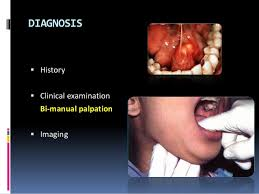 DIAGNOSIS
▪ History
▪ Clinical examination
Bi-manual palpation
▪ Imaging